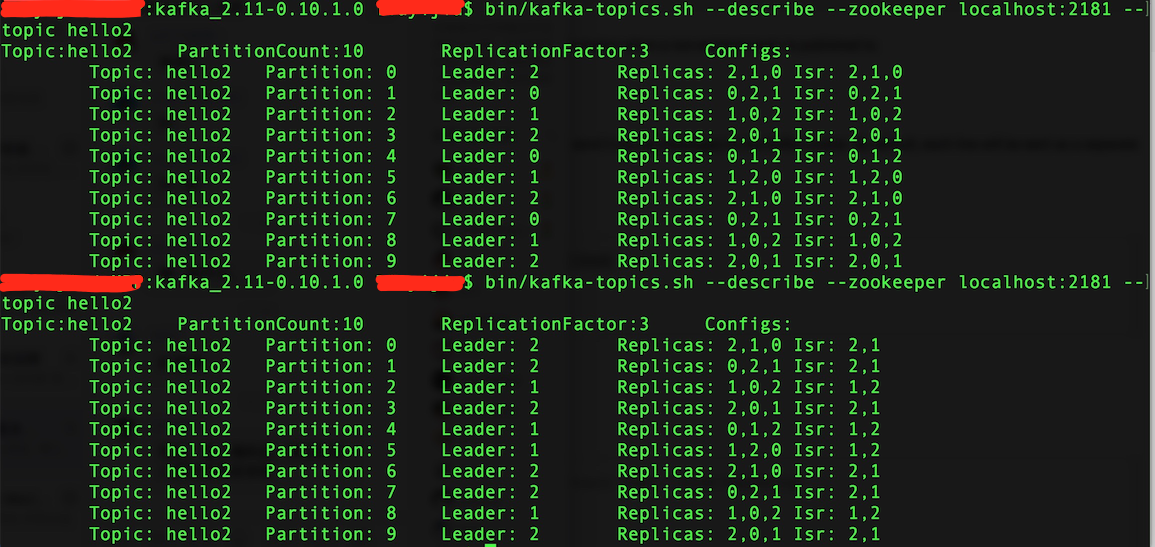 :kafka_2.11-0.10.1.0 $ bin/kafka-topics.sh --describe --zookeeper localhost:2181 --]
topic hello2
Topic:hello2 PartitionCount:10 ReplicationFactor:3 Configs:
Topic: hello2 Partition: 0 Leader: 2 Replicas: 2,1,0 Isr: 2,1,0
Topic: hello2 Partition: 1 Leader: 0 Replicas: 0,2,1 Isr: 0,2,1
Topic: hello2 Partition: 2 Leader: 1 Replicas: 1,0,2 Isr: 1,0,2
Topic: hello2 Partition: 3 Leader: 2 Replicas: 2,0,1 Isr: 2,0,1
Topic: hello2 Partition: 4 Leader: 0 Replicas: 0,1,2 Isr: 0,1,2
Topic: hello2 Partition: 5 Leader: 1 Replicas: 1,2,0 Isr: 1,2,0
Topic: hello2 Partition: 6 Leader: 2 Replicas: 2,1,0 Isr: 2,1,0
Topic: hello2 Partition: 7 Leader: 0 Replicas: 0,2,1 Isr: 0,2,1
Topic: hello2 Partition: 8 Leader: 1 Replicas: 1,0,2 Isr: 1,0,2
Topic: hello2 Partition: 9 Leader: 2 Replicas: 2,0,1 Isr: 2,0,1
:kafka_2.11-0.10.1.0 $ bin/kafka-topics.sh --describe --zookeeper localhost:2181 --]
topic hello2
Topic:hello2 PartitionCount:10 ReplicationFactor:3 Configs:
Topic: hello2 Partition: 0 Leader: 2 Replicas: 2,1,0 Isr: 2,1
Topic: hello2 Partition: 1 Leader: 2 Replicas: 0,2,1 Isr: 2,1
Topic: hello2 Partition: 2 Leader: 1 Replicas: 1,0,2 Isr: 1,2
Topic: hello2 Partition: 3 Leader: 2 Replicas: 2,0,1 Isr: 2,1
Topic: hello2 Partition: 4 Leader: 1 Replicas: 0,1,2 Isr: 1,2
Topic: hello2 Partition: 5 Leader: 1 Replicas: 1,2,0 Isr: 1,2
Topic: hello2 Partition: 6 Leader: 2 Replicas: 2,1,0 Isr: 2,1
Topic: hello2 Partition: 7 Leader: 2 Replicas: 0,2,1 Isr: 2,1
Topic: hello2 Partition: 8 Leader: 1 Replicas: 1,0,2 Isr: 1,2
Topic: hello2 Partition: 9 Leader: 2 Replicas: 2,0,1 Isr: 2,1